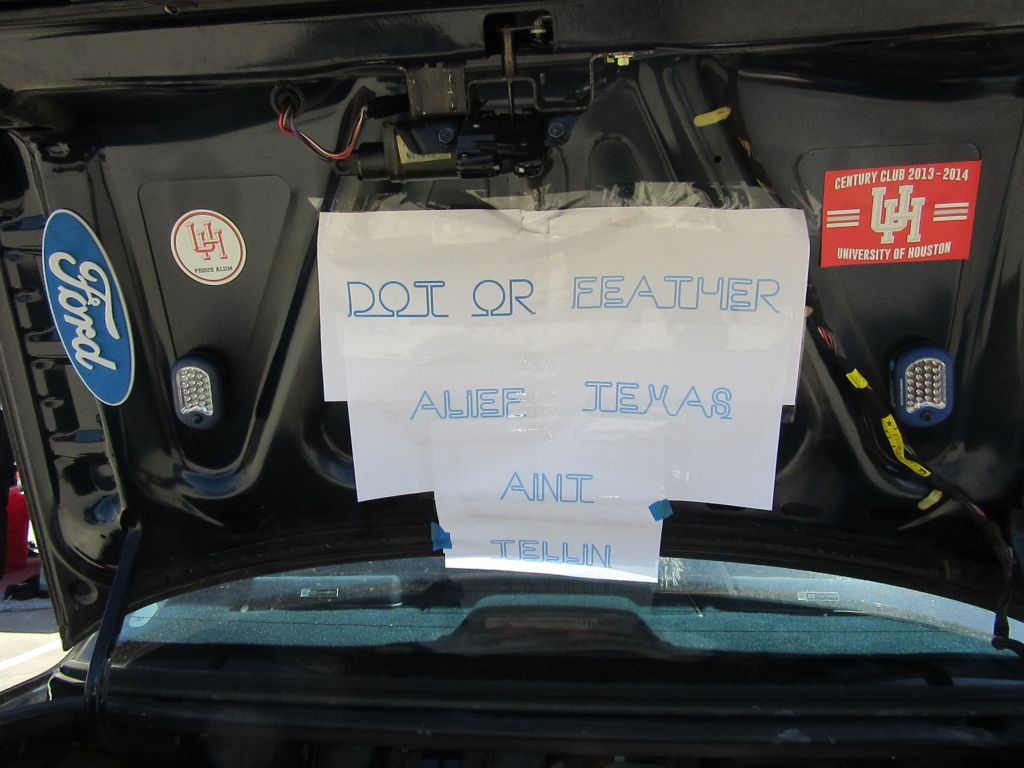 CENTURY CLUB 2013-2014
UH
UNIVERSITY OF HOUSTON
UH
PROUD ALUM
Ford
DOT OR FEATHER
ALIEF TEXAS
AINT
TELLIN